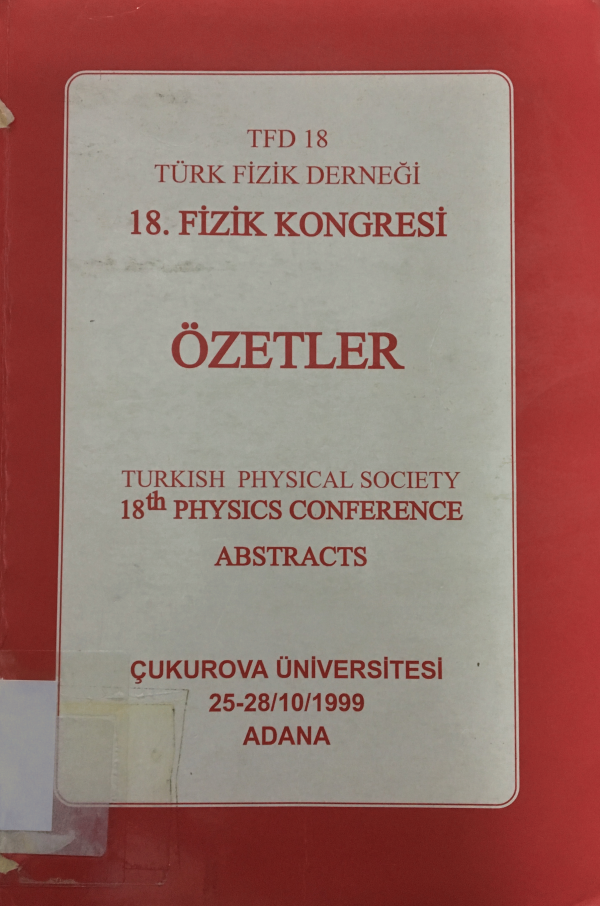 TFD 18
TÜRK FİZİK DERNEĞİ
18. FİZİK KONGRESİ
ÖZETLER
TURKISH PHYSICAL SOCIETY
18th PHYSICS CONFERENCE
ABSTRACTS
ÇUKUROVA ÜNİVERSİTESİ
25-28/10/1999
ADANA